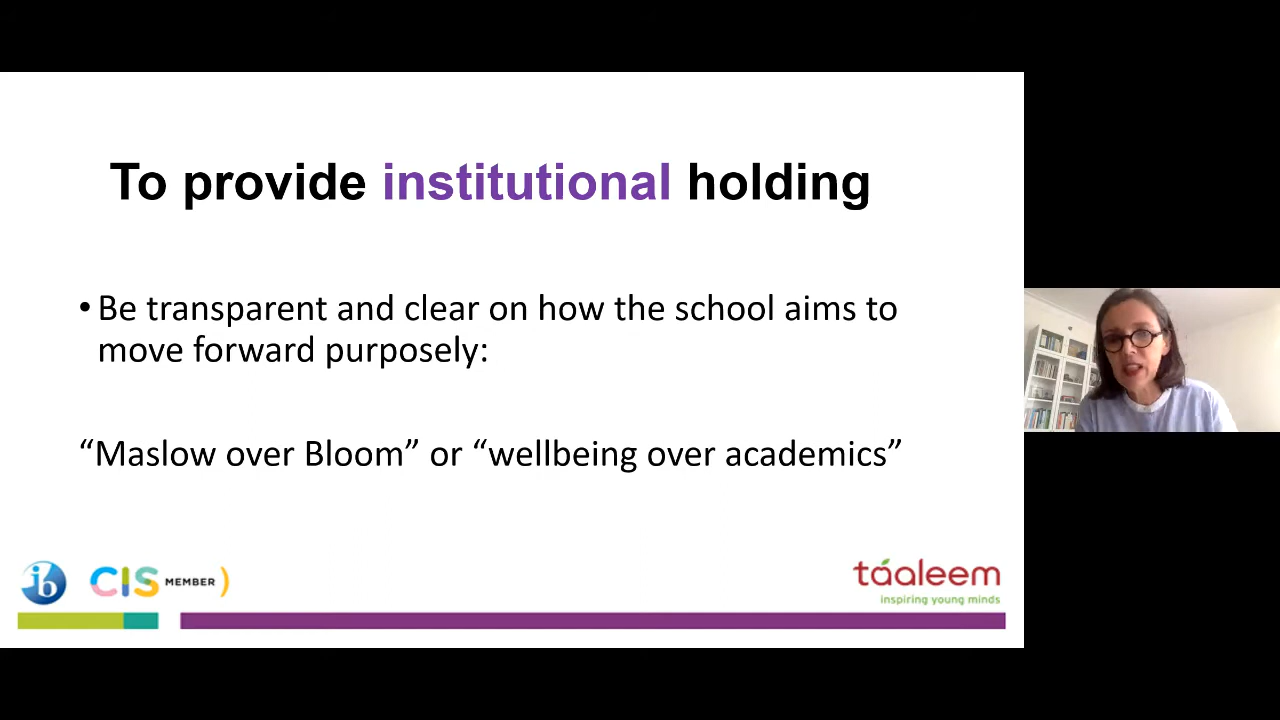 To provide institutional holding
• Be transparent and clear on how the school aims to
move forward purposely:
“Maslow over Bloom” or “wellbeing over academics”
ib
CIS MEMBER
taaleem
inspiring young minds